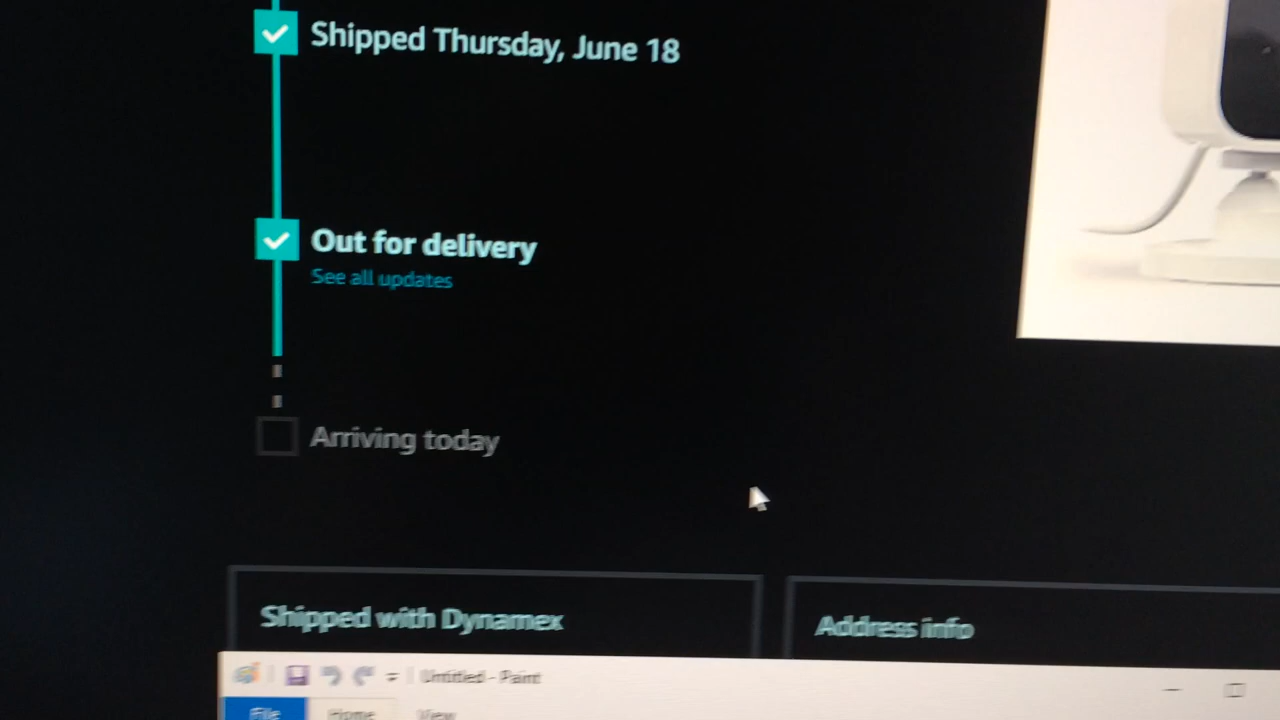 Shipped Thursday, June 18
Out for delivery
See all updates
Arriving today
Shipped with Dynamex
Address info
Untitled - Paint
File Home View